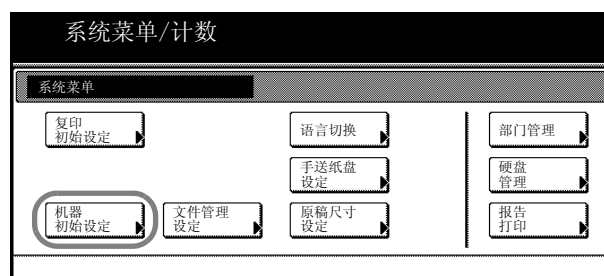 系统菜单/计数
系统菜单
复印
初始设定
语言切换
部门管理
手送纸盘
设定
硬盘
管理
机器
初始设定
文件管理
设定
原稿尺寸
设定
报告
打印